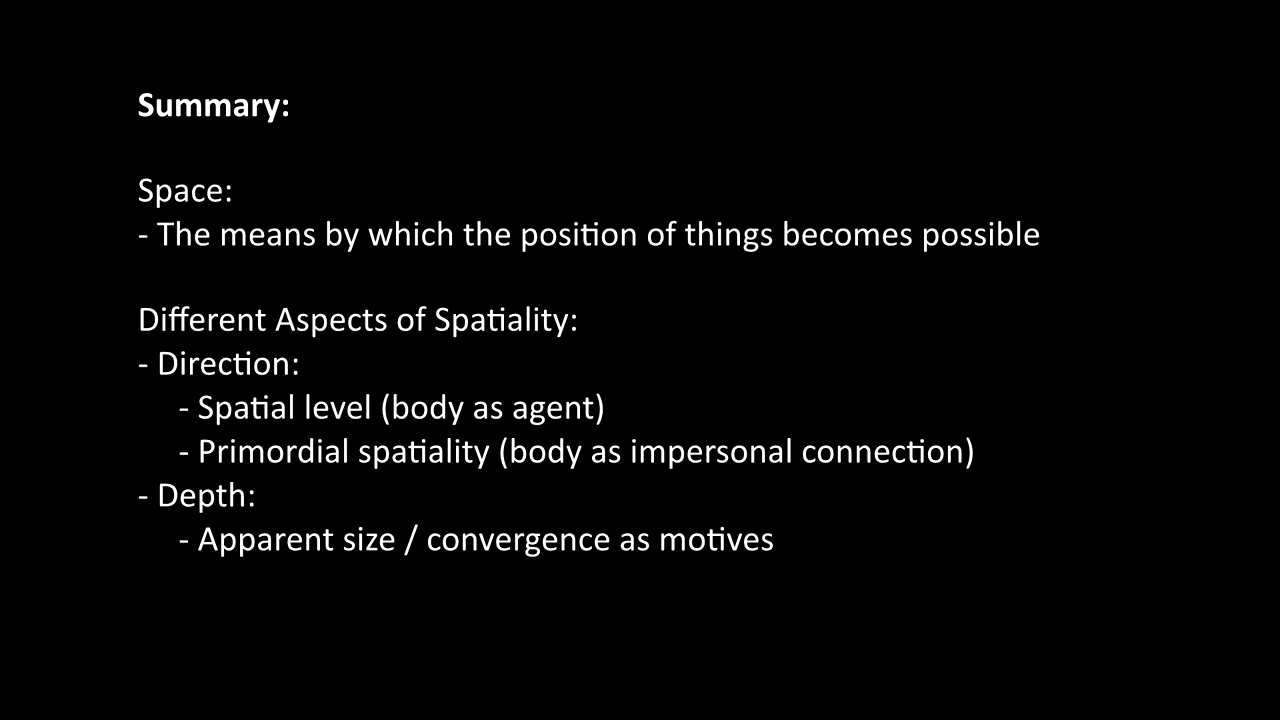 Summary:
Space:
- The means by which the position of things becomes possible
Different Aspects of Spatiality:
- Direction:
- Spatial level (body as agent)
- Primordial spatiality (body as impersonal connection)
- Depth:
- Apparent size / convergence as motives